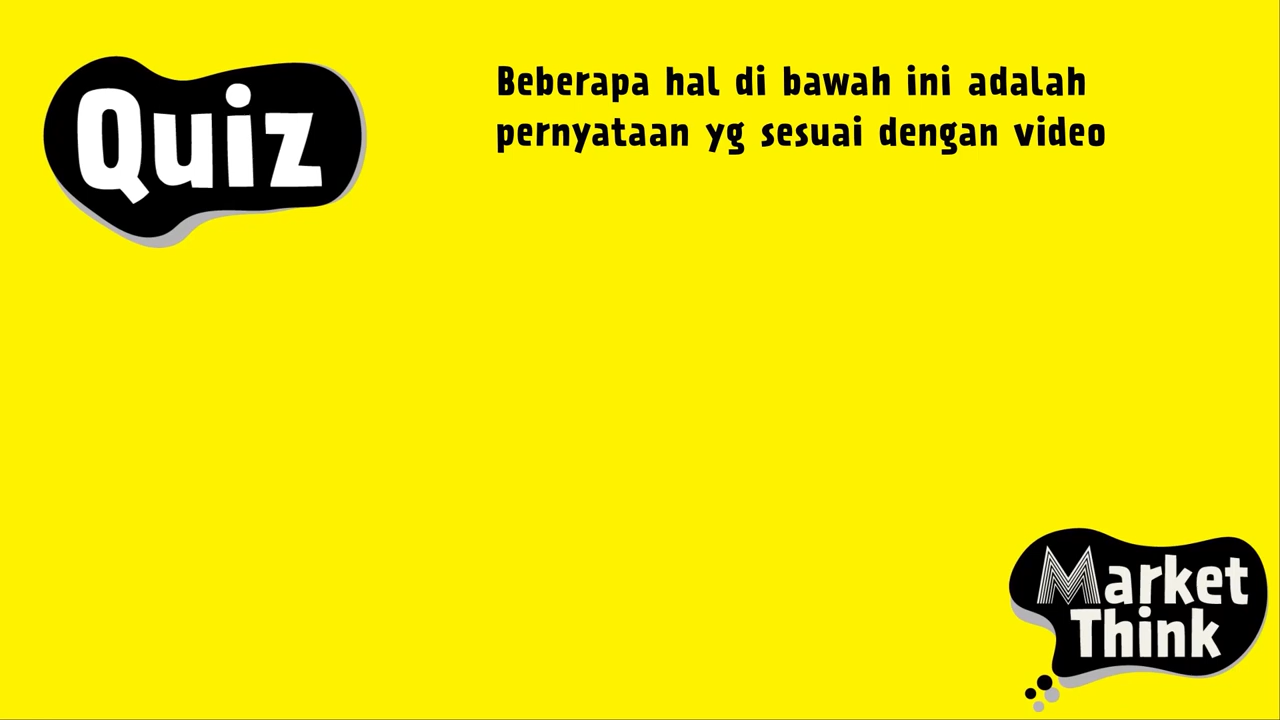 Quiz
Beberapa hal di bawah ini adalah
pernyataan yg sesuai dengan video
Market
Think